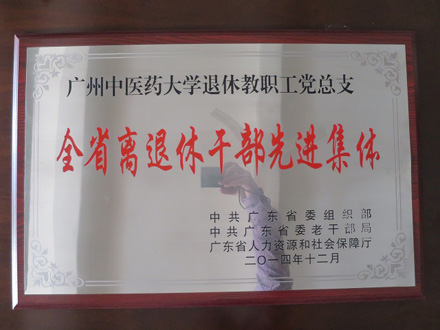 广州中医药大学退休教职工党总支
全省离退休干部先进集体
中共广东省委组织部
中共广东省委老干部局
广东省人力资源和社会保障厅
二〇一四年十二月